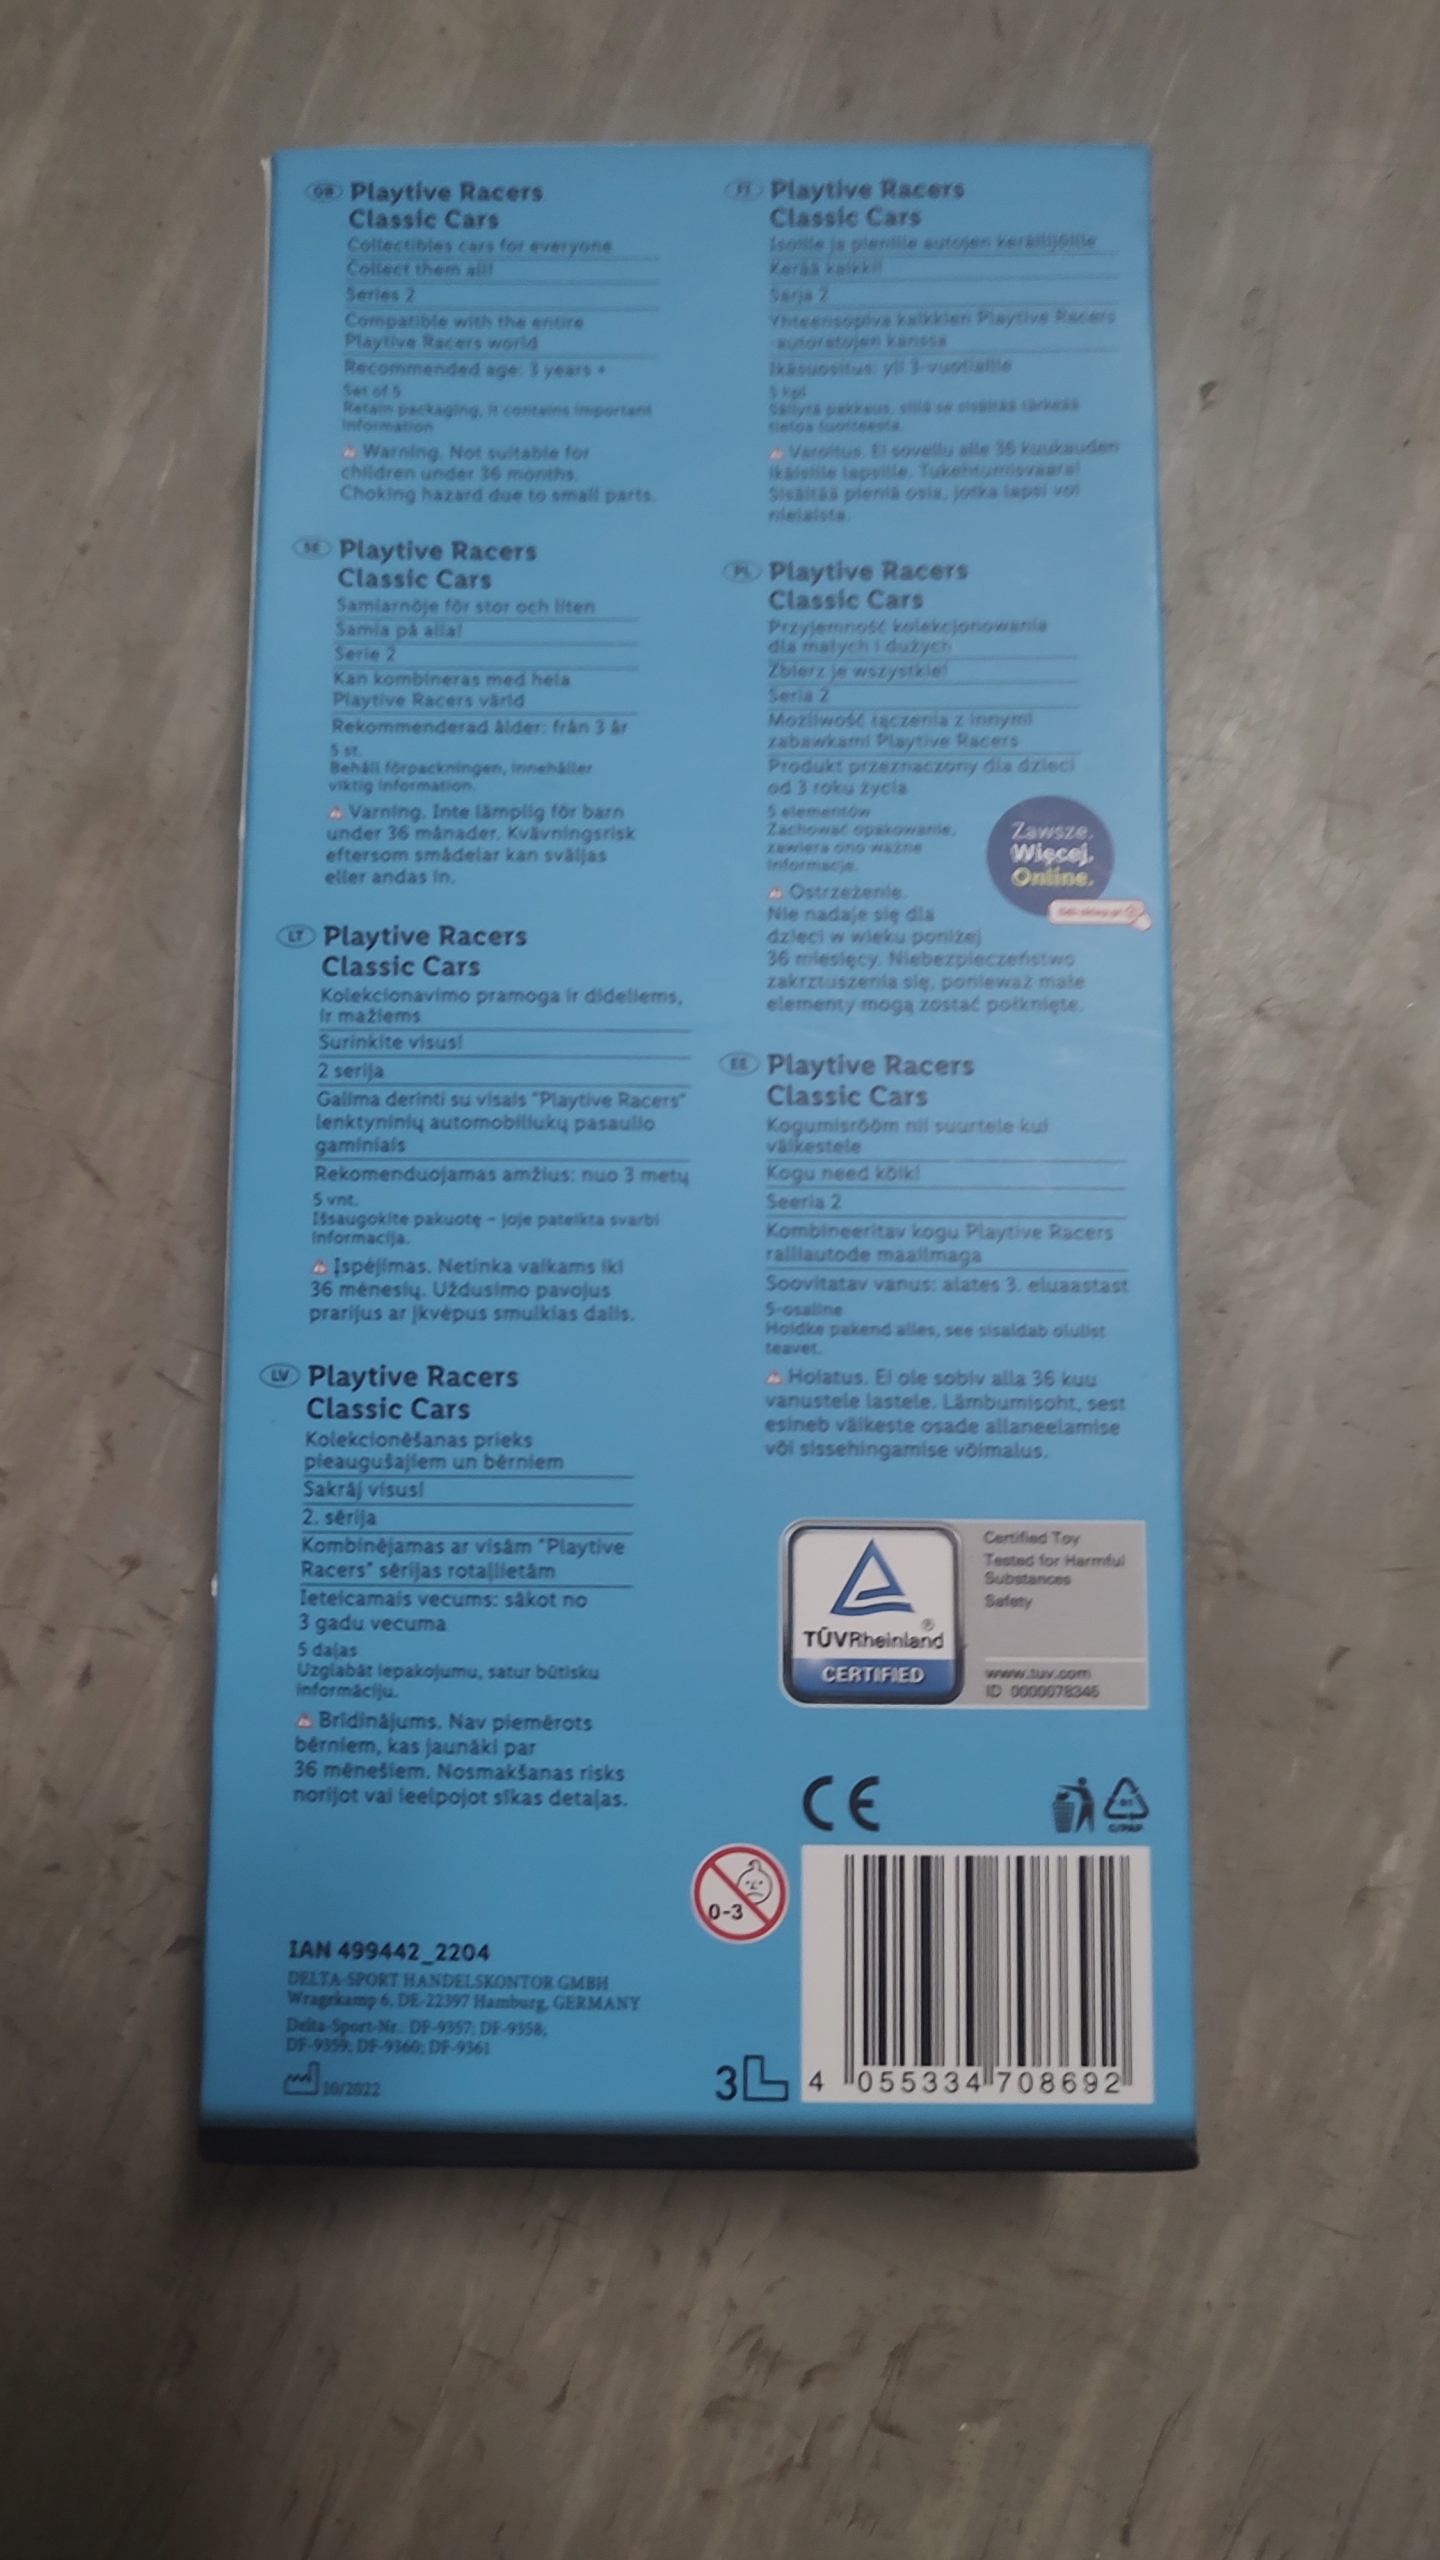 GB Playtive Racers
Classic Cars
Collectibles cars for everyone
Collect them all!
Series 2
Compatible with the entire
Playtive Racers world
Recommended age: 3 years +
Set of 5
Retain packaging, it contains important
information
Warning. Not suitable for
children under 36 months.
Choking hazard due to small parts.
SE Playtive Racers
Classic Cars
Samlarnöje för stor och liten
Samla på alla!
Serie 2
Kan kombineras med hela
Playtive Racers värld
Rekommenderad ålder: från 3 år
5 st.
Behåll förpackningen, innehåller
viktig information.
Varning. Inte lämplig för barn
under 36 månader. Kvävningsrisk
eftersom smådelar kan sväljas
eller andas in.
LT Playtive Racers
Classic Cars
Kolekcionavimo pramoga ir dideliems,
ir mažiems
Surinkite visus!
2 serija
Galima derinti su visais "Playtive Racers"
lenktyninių automobiliukų pasaulio
gaminiais
Rekomenduojamas amžius: nuo 3 metų
5 vnt.
Išsaugokite pakuotę – joje pateikta svarbi
informacija.
Įspėjimas. Netinka vaikams iki
36 mėnesių. Uždusimo pavojus
prarijus ar įkvėpus smulkias dalis.
LV Playtive Racers
Classic Cars
Kolekcionēšanas prieks
pieaugušajiem un bērniem
Sakrāj visus!
2. sērija
Kombinējamas ar visām "Playtive
Racers" sērijas rotaļlietām
Ieteicamais vecums: sākot no
3 gadu vecuma
5 daļas
Uzglabāt iepakojumu, satur būtisku
informāciju.
Brīdinājums. Nav piemērots
bērniem, kas jaunāki par
36 mēnešiem. Nosmakšanas risks
norijot vai ieelpojot sīkas detaļas.
IAN 499442_2204
DELTA-SPORT HANDELSKONTOR GMBH
Wragekamp 6, DE-22397 Hamburg, GERMANY
Delta-Sport-Nr.: DF-9357; DF-9358;
DF-9359; DF-9360; DF-9361
10/2022
FI Playtive Racers
Classic Cars
Isoille ja pienille autojen keräilijöille
Kerää kaikki!
Sarja 2
Yhteensopiva kaikkien Playtive Racers
-autoratojen kanssa
Ikäsuositus: yli 3-vuotiaille
5 kpl
Säilytä pakkaus, sillä se sisältää tärkeää
tietoa tuotteesta.
Varoitus. Ei sovellu alle 36 kuukauden
ikäisille lapsille. Tukehtumisvaara!
Sisältää pieniä osia, jotka lapsi voi
nielaista.
PL Playtive Racers
Classic Cars
Przyjemność kolekcjonowania
dla małych i dużych
Zbierz je wszystkie!
Seria 2
Możliwość łączenia z innymi
zabawkami Playtive Racers
Produkt przeznaczony dla dzieci
od 3 roku życia
5 elementów
Zachować opakowanie,
zawiera ono ważne
informacje.
Ostrzeżenie.
Nie nadaje się dla
dzieci w wieku poniżej
36 miesięcy. Niebezpieczeństwo
zakrztuszenia się, ponieważ małe
elementy mogą zostać połknięte.
Zawsze.
Więcej.
Online.
EE Playtive Racers
Classic Cars
Kogumisrõõm nii suurtele kui
väikestele
Kogu need kõik!
Seeria 2
Kombineeritav kogu Playtive Racers
ralliautode maailmaga
Soovitatav vanus: alates 3. eluaastast
5-osaline
Hoidke pakend alles, see sisaldab olulist
teavet.
Hoiatus. Ei ole sobiv alla 36 kuu
vanustele lastele. Lämbumisoht, sest
esineb väikeste osade allaneelamise
või sissehingamise võimalus.
TÜVRheinland®
CERTIFIED
Certified Toy
Tested for Harmful
Substances
Safety
www.tuv.com
ID 0000078345
CE
C/PAP
0-3
3L
4 055334 708692